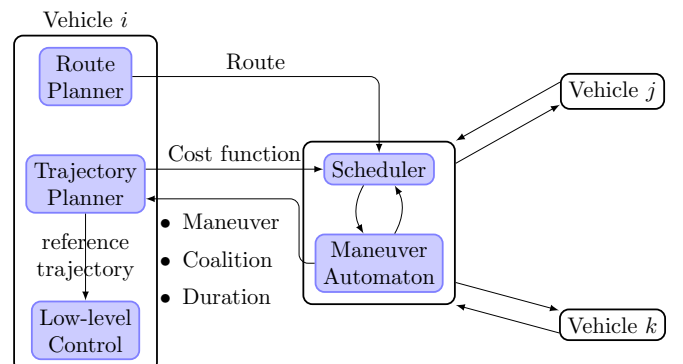 Vehicle i
Route
Planner
Route
Vehicle j
Trajectory
Planner
Cost function
Scheduler
reference
trajectory
• Maneuver
• Coalition
• Duration
Maneuver
Automaton
Low-level
Control
Vehicle k